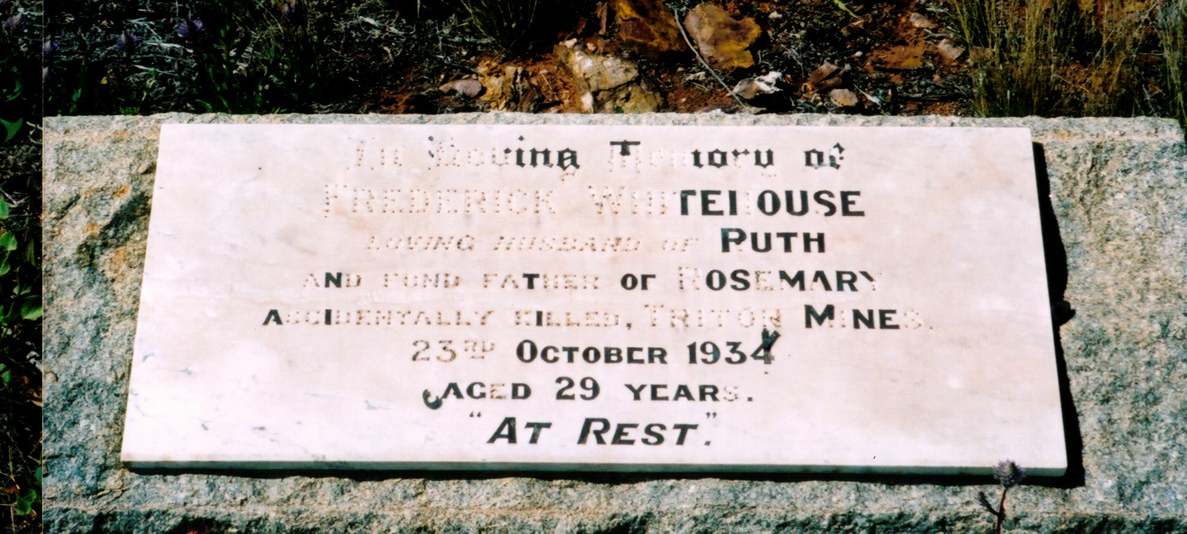 In Loving Memory of
FREDERICK WHITEHOUSE
LOVING HUSBAND OF RUTH
AND FOND FATHER OF ROSEMARY
ACCIDENTALLY KILLED, TRITON MINES.
23RD OCTOBER 1934
AGED 29 YEARS.
"AT REST."